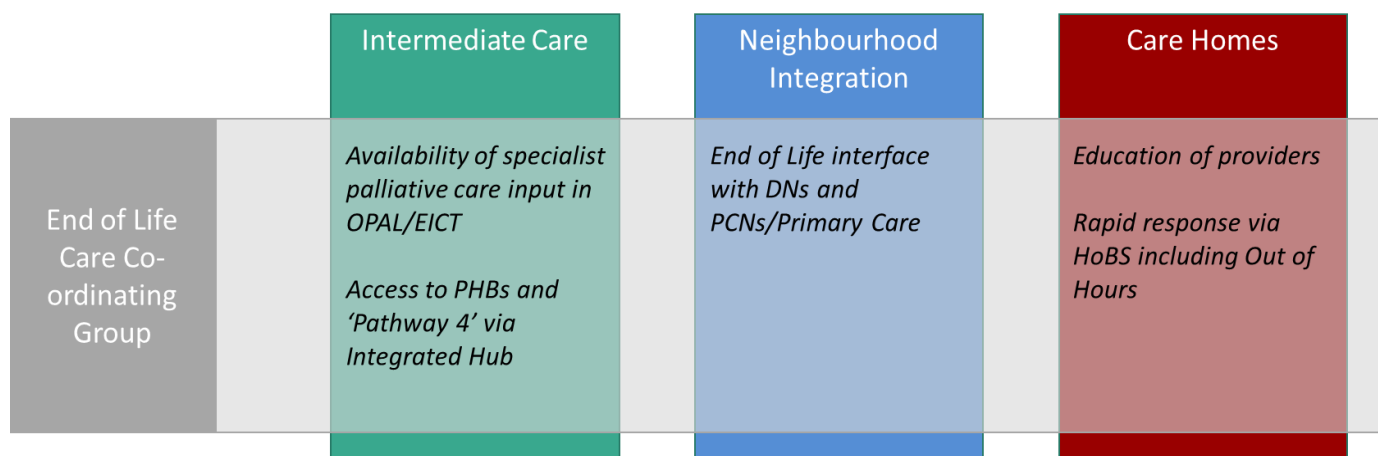 Intermediate Care
Neighbourhood
Integration
Care Homes
End of Life
Care Co-
ordinating
Group
Availability of specialist
palliative care input in
OPAL/EICT
Access to PHBs and
‘Pathway 4’ via
Integrated Hub
End of Life interface
with DNs and
PCNs/Primary Care
Education of providers
Rapid response via
HoBS including Out of
Hours